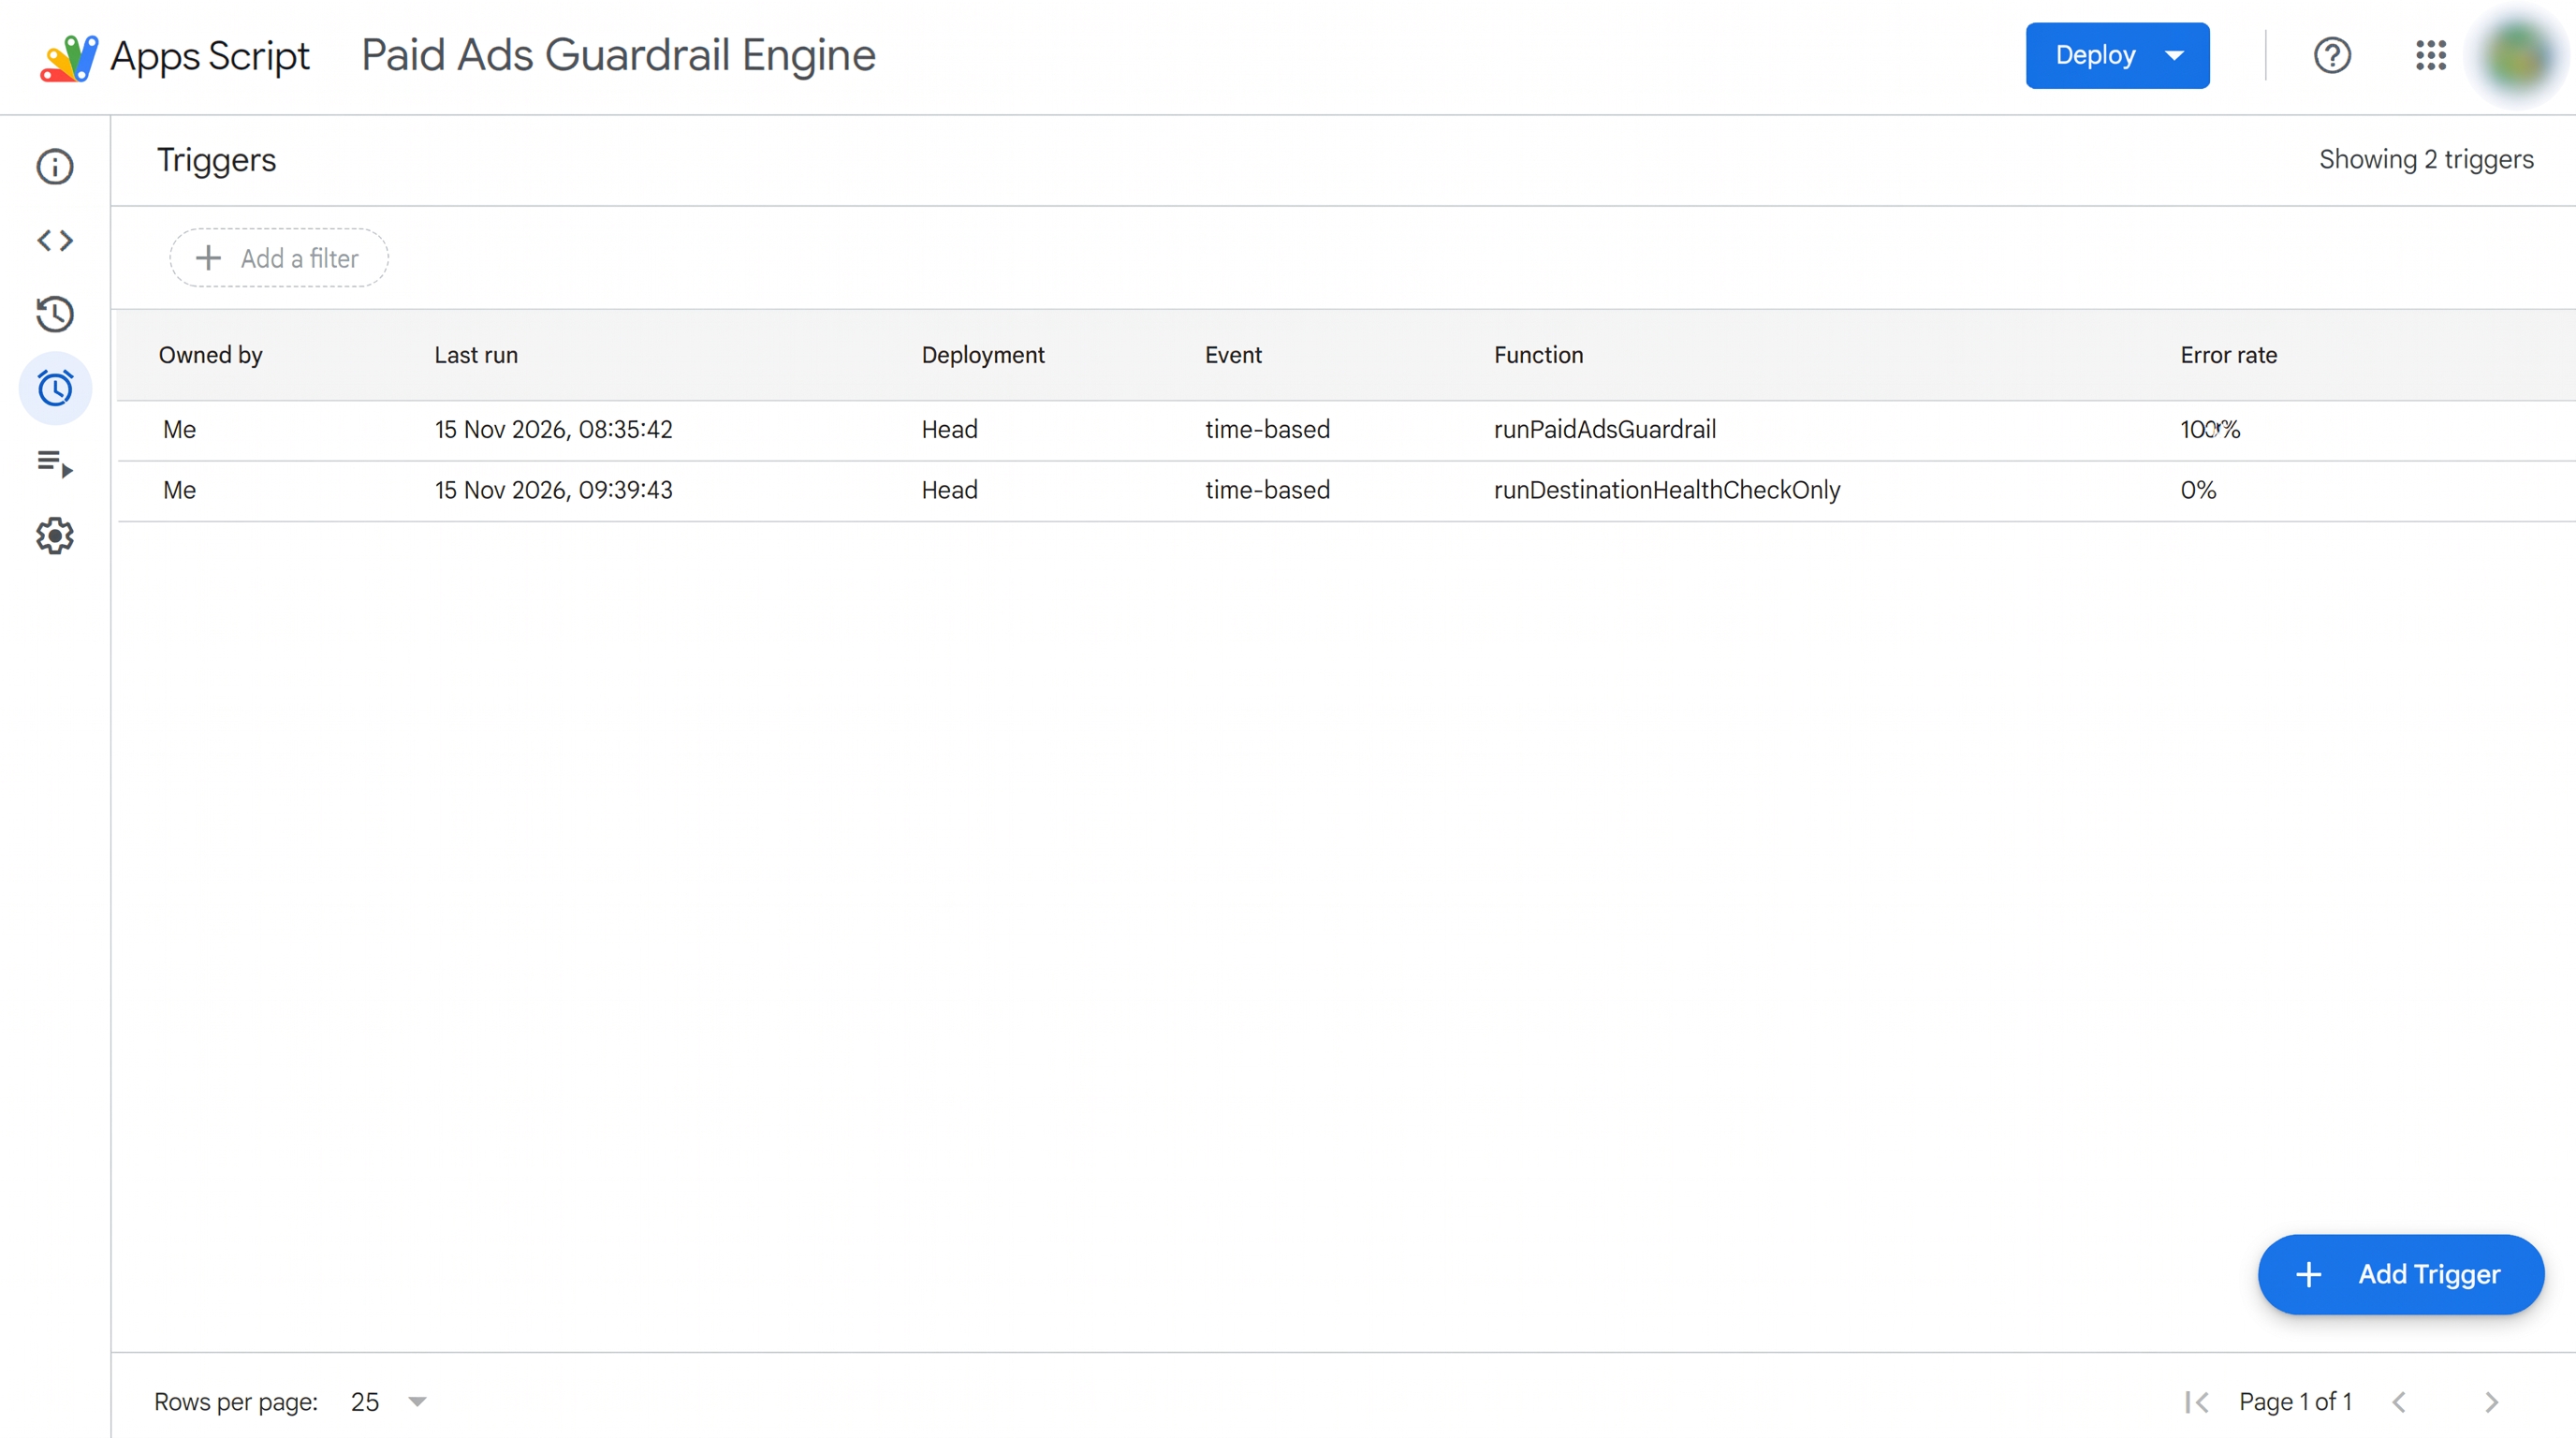 Apps Script Paid Ads Guardrail Engine Deploy
Triggers Showing 2 triggers
Add a filter
Owned by Last run Deployment Event Function Error rate
Me 15 Nov 2026, 08:35:42 Head time-based runPaidAdsGuardrail 100%
Me 15 Nov 2026, 09:39:43 Head time-based runDestinationHealthCheckOnly 0%
Add Trigger
Rows per page: 25 Page 1 of 1